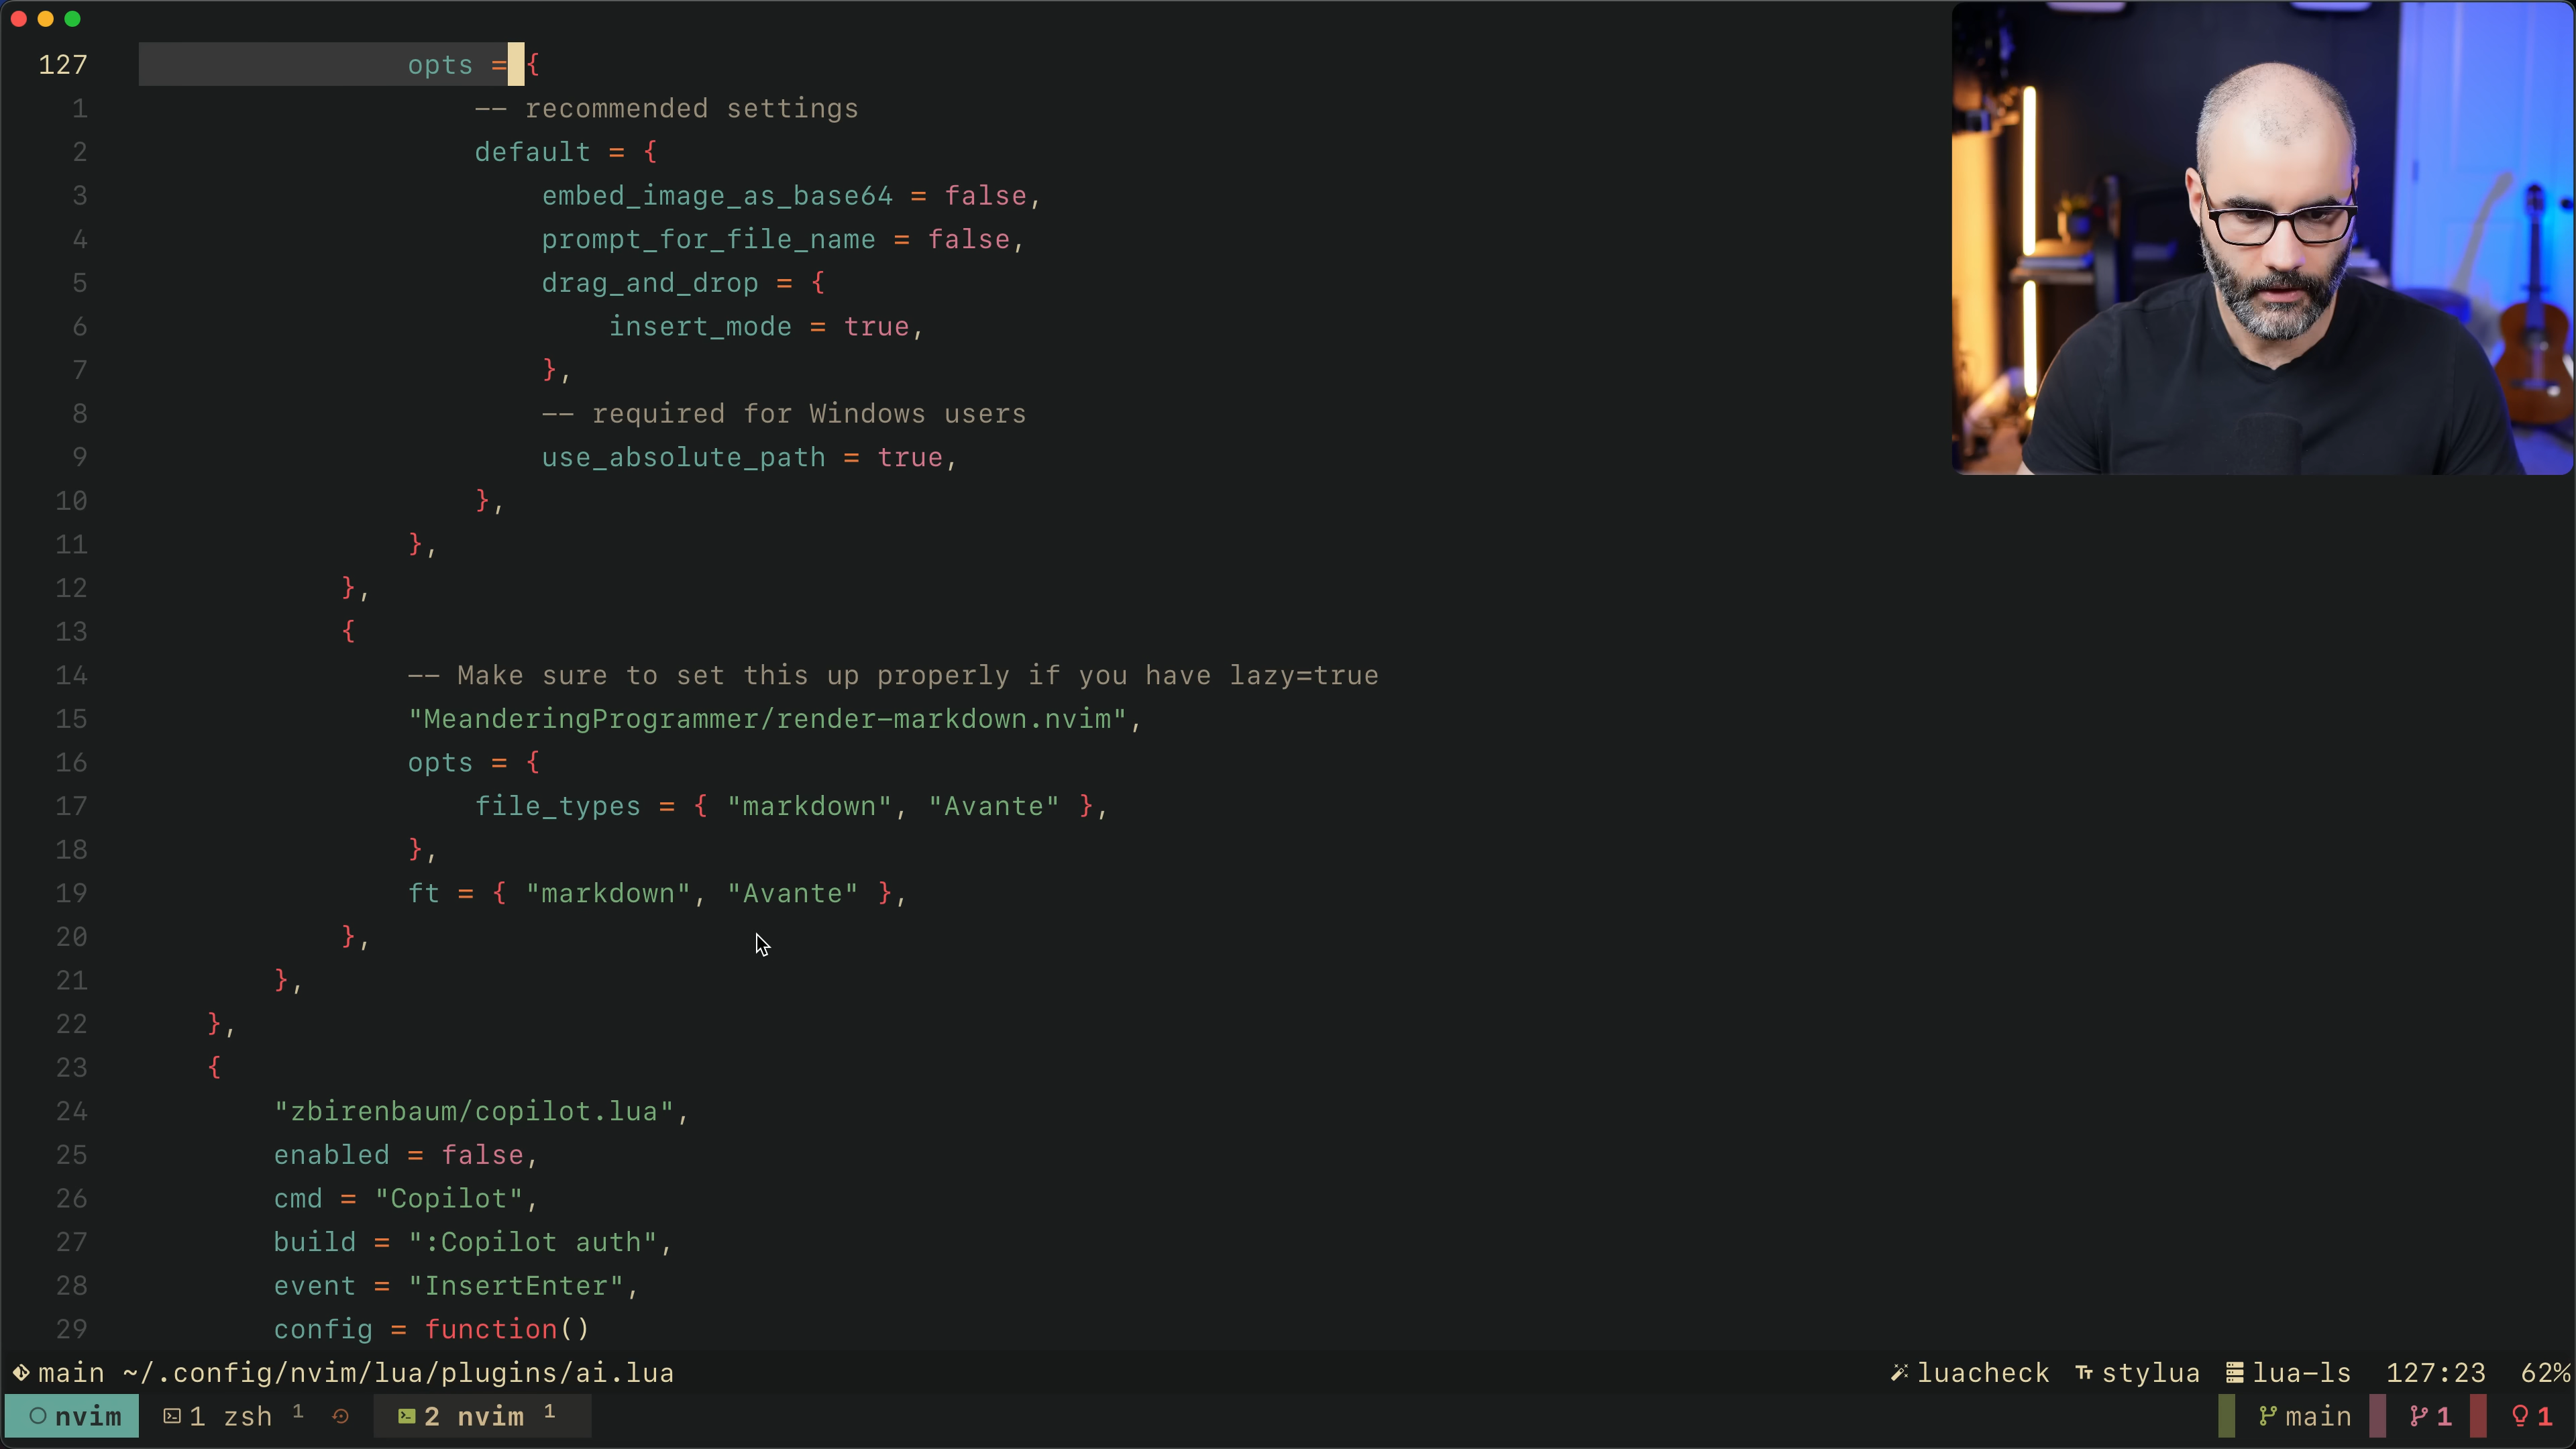 127 opts = {
1 -- recommended settings
2 default = {
3 embed_image_as_base64 = false,
4 prompt_for_file_name = false,
5 drag_and_drop = {
6 insert_mode = true,
7 },
8 -- required for Windows users
9 use_absolute_path = true,
10 },
11 },
12 },
13 {
14 -- Make sure to set this up properly if you have lazy=true
15 "MeanderingProgrammer/render-markdown.nvim",
16 opts = {
17 file_types = { "markdown", "Avante" },
18 },
19 ft = { "markdown", "Avante" },
20 },
21 },
22 },
23 {
24 "zbirenbaum/copilot.lua",
25 enabled = false,
26 cmd = "Copilot",
27 build = ":Copilot auth",
28 event = "InsertEnter",
29 config = function()
main ~/.config/nvim/lua/plugins/ai.lua luacheck stylua lua-ls 127:23 62%
nvim 1 zsh 1 2 nvim 1 main 1 1